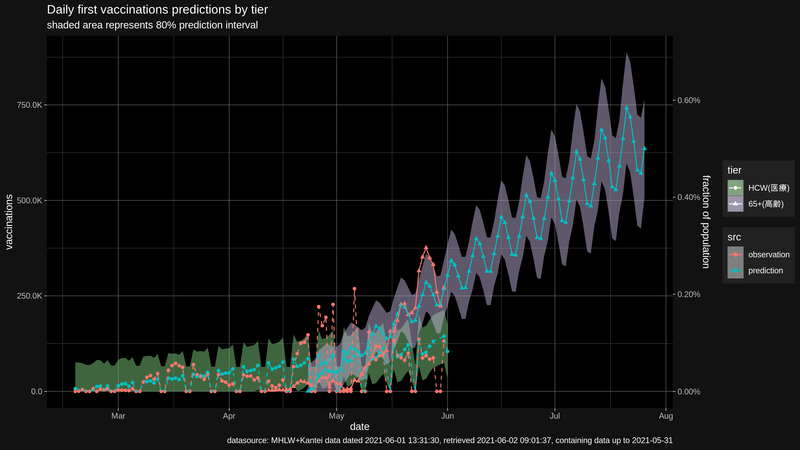 Daily first vaccinations predictions by tier
shaded area represents 80% prediction interval
vaccinations
750.0K
500.0K
250.0K
0.0
0.60%
0.40%
0.20%
0.00%
fraction of population
Mar
Apr
May
Jun
Jul
Aug
date
tier
HCW(医療)
65+(高齢)
src
observation
prediction
datasource: MHLW+Kantei data dated 2021-06-01 13:31:30, retrieved 2021-06-02 09:01:37, containing data up to 2021-05-31